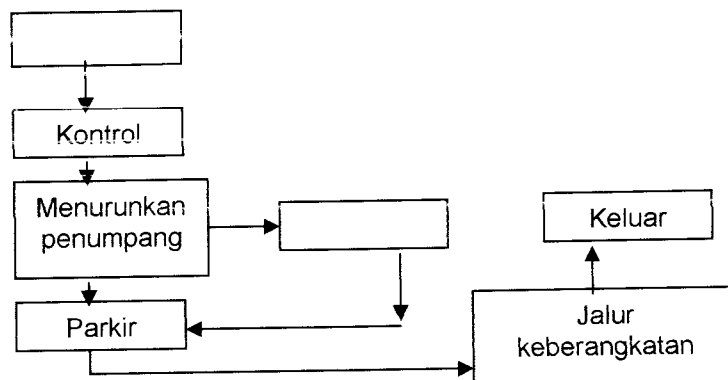 Kontrol
Menurunkan
penumpang
Parkir
Keluar
Jalur
keberangkatan